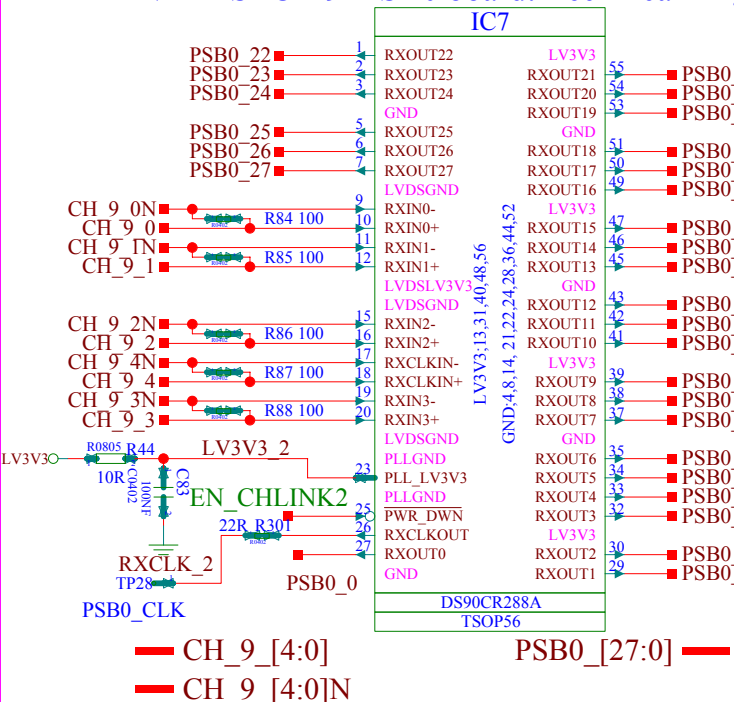 IC7
PSB0_22 1 RXOUT22 LV3V3
PSB0_23 2 RXOUT23 RXOUT21 55 PSB0
PSB0_24 3 RXOUT24 RXOUT20 54 PSB0
GND RXOUT19 53 PSB0
PSB0_25 5 RXOUT25 GND
PSB0_26 6 RXOUT26 RXOUT18 51 PSB0
PSB0_27 7 RXOUT27 RXOUT17 50 PSB0
LVDSGND RXOUT16 49 PSB0
CH_9_0N 9 RXIN0- LV3V3
R0402 R84 100
CH_9_0 10 RXIN0+ RXOUT15 47 PSB0
CH_9_1N 11 RXIN1- RXOUT14 46 PSB0
R0402 R85 100
CH_9_1 12 RXIN1+ RXOUT13 45 PSB0
LVDSLV3V3 GND
LVDSGND RXOUT12 43 PSB0
CH_9_2N 15 RXIN2- RXOUT11 42 PSB0
R0402 R86 100
CH_9_2 16 RXIN2+ RXOUT10 41 PSB0
CH_9_4N 17 RXCLKIN- LV3V3
R0402 R87 100
CH_9_4 18 RXCLKIN+ RXOUT9 39 PSB0
CH_9_3N 19 RXIN3- RXOUT8 38 PSB0
R0402 R88 100
CH_9_3 20 RXIN3+ RXOUT7 37 PSB0
LV3V3;13,31,40,48,56
GND;4,8,14, 21,22,24,28,36,44,52
LVDSGND GND
R0805 R44 LV3V3_2
LV3V3 PLLGND RXOUT6 35 PSB0
10R C0402 100NF C83 23 PLL_LV3V3 RXOUT5 34 PSB0
EN_CHLINK2 PLLGND RXOUT4 33 PSB0
25 PWR_DWN RXOUT3 32 PSB0
22R R301 R0402 26 RXCLKOUT LV3V3
27 RXOUT0 RXOUT2 30 PSB0
RXCLK_2
TP28 1 PSB0_0 GND RXOUT1 29 PSB0
PSB0_CLK
DS90CR288A
TSOP56
CH_9_[4:0] PSB0_[27:0]
CH_9_[4:0]N